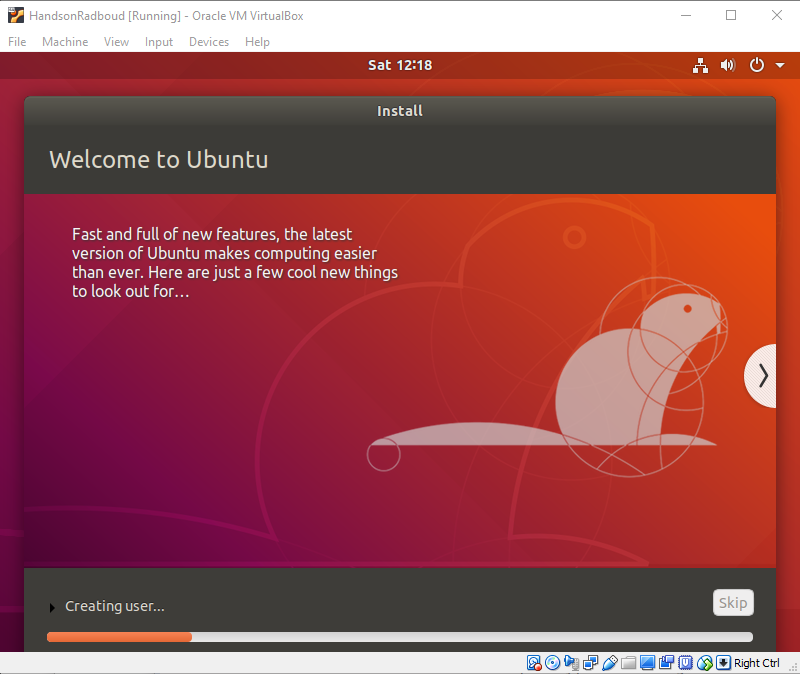 HandsonRadboud [Running] - Oracle VM VirtualBox
File Machine View Input Devices Help
Sat 12:18
Install
Welcome to Ubuntu
Fast and full of new features, the latest
version of Ubuntu makes computing easier
than ever. Here are just a few cool new things
to look out for…
Creating user...
Skip
Right Ctrl